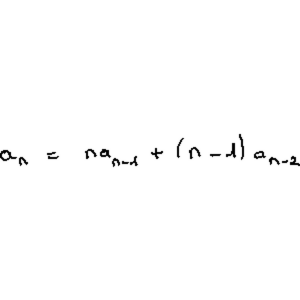 a_n = na_{n-1} + (n-1)a_{n-2}